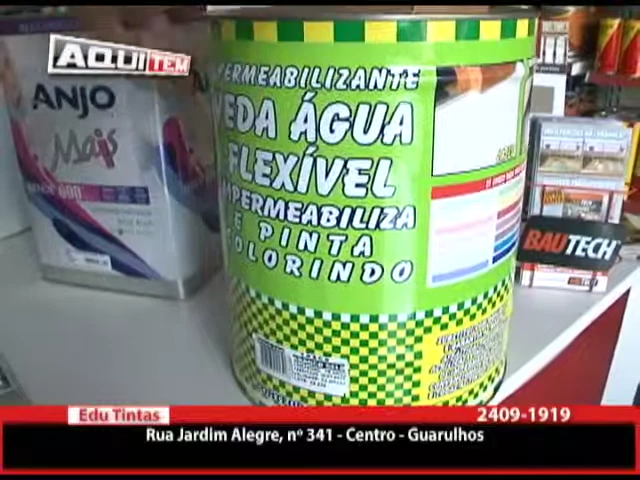 AQUI TEM
ANJO
Mais
IMPERMEABILIZANTE
VEDA ÁGUA
FLEXÍVEL
IMPERMEABILIZA
E PINTA
COLORINDO
BAUTECH
Edu Tintas
2409-1919
Rua Jardim Alegre, nº 341 - Centro - Guarulhos